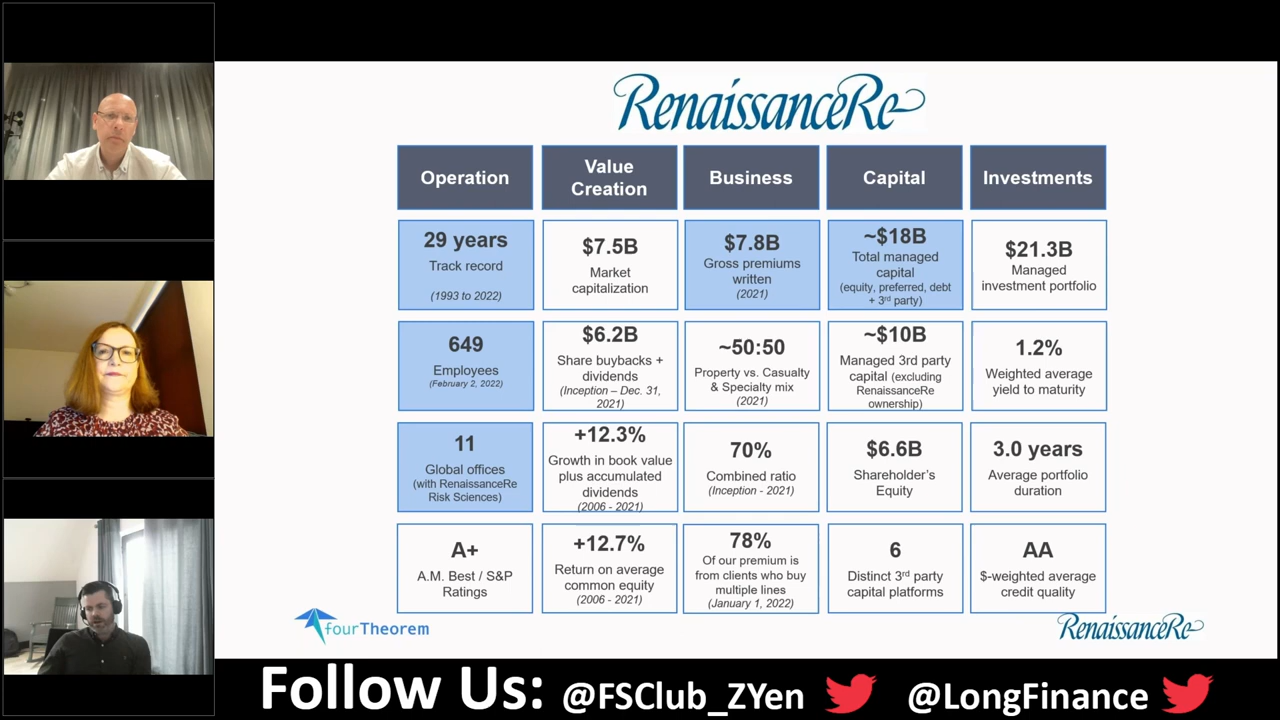 RenaissanceRe
Operation
Value
Creation
Business
Capital
Investments
29 years
Track record
(1993 to 2022)
$7.5B
Market
capitalization
$7.8B
Gross premiums
written
(2021)
~$18B
Total managed
capital
(equity, preferred, debt
+ 3rd party)
$21.3B
Managed
investment portfolio
649
Employees
(February 2, 2022)
$6.2B
Share buybacks +
dividends
(Inception – Dec. 31,
2021)
~50:50
Property vs. Casualty
& Specialty mix
(2021)
~$10B
Managed 3rd party
capital (excluding
RenaissanceRe
ownership)
1.2%
Weighted average
yield to maturity
11
Global offices
(with RenaissanceRe
Risk Sciences)
+12.3%
Growth in book value
plus accumulated
dividends
(2006 - 2021)
70%
Combined ratio
(Inception - 2021)
$6.6B
Shareholder’s
Equity
3.0 years
Average portfolio
duration
A+
A.M. Best / S&P
Ratings
+12.7%
Return on average
common equity
(2006 - 2021)
78%
Of our premium is
from clients who buy
multiple lines
(January 1, 2022)
6
Distinct 3rd party
capital platforms
AA
$-weighted average
credit quality
fourTheorem
RenaissanceRe
Follow Us: @FSClub_ZYen @LongFinance